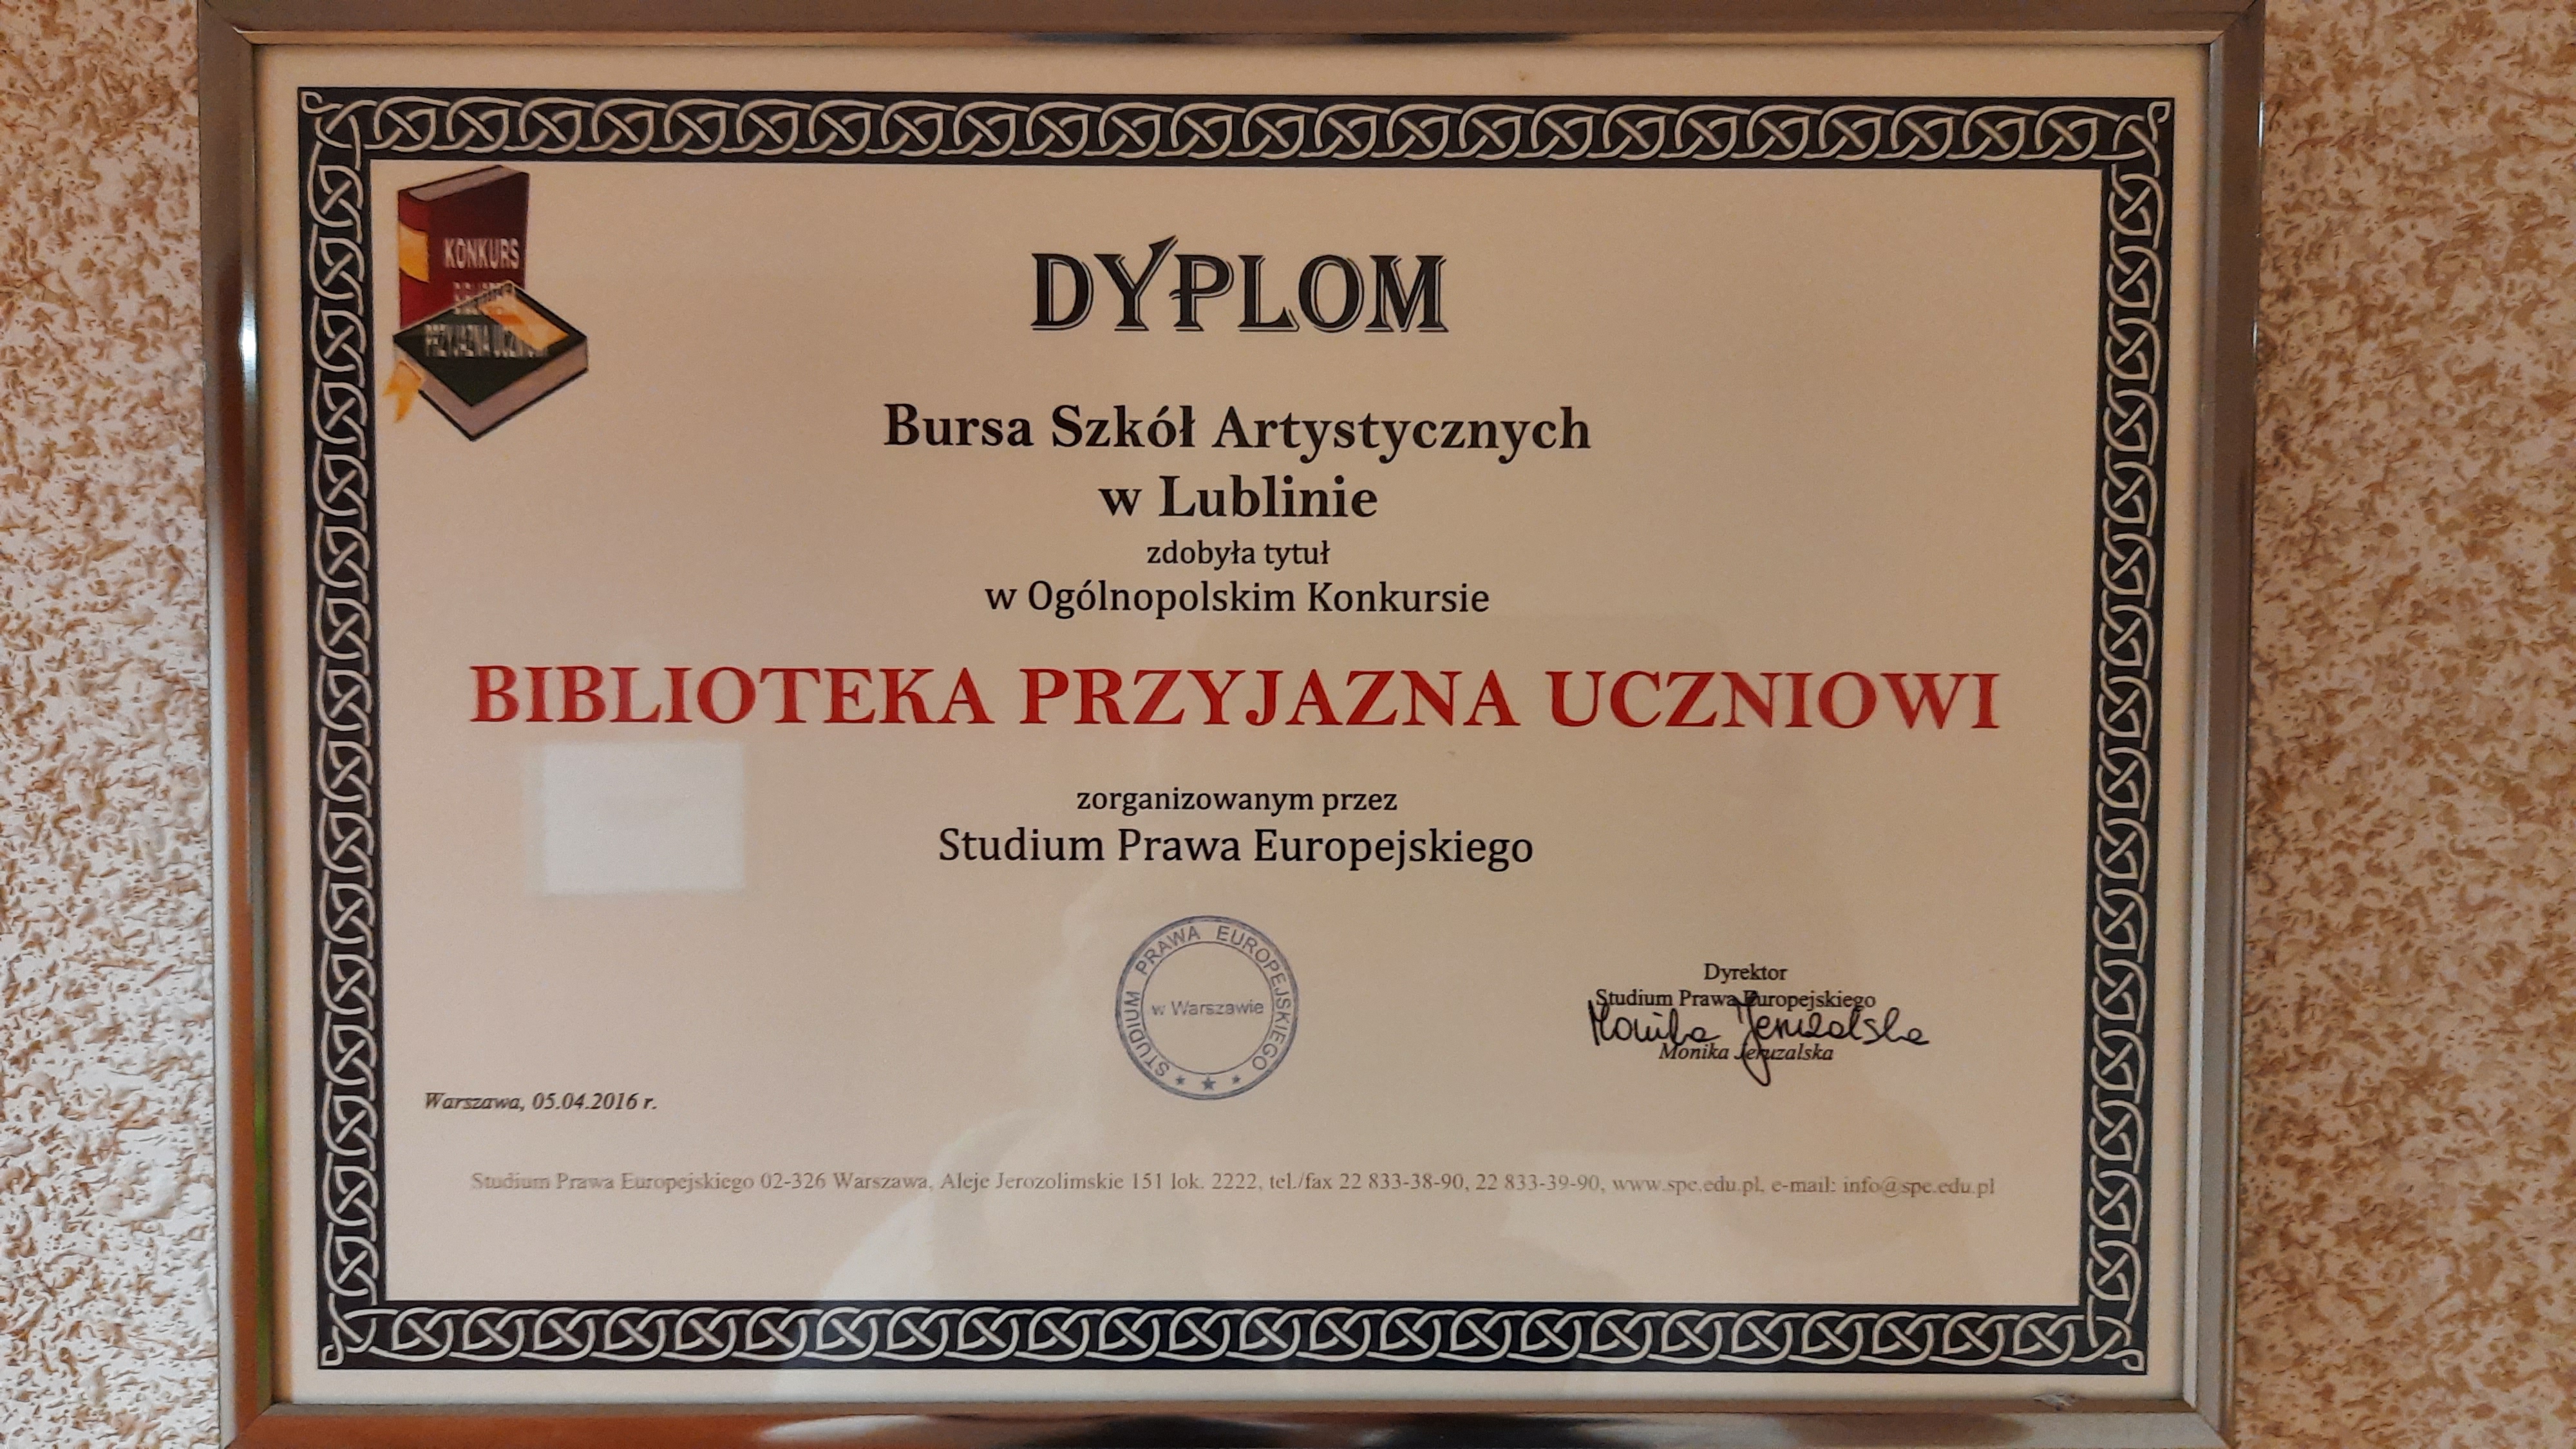 KONKURS
PRZYJAZNA UCZNIOWI
DYPLOM
Bursa Szkół Artystycznych
w Lublinie
zdobyła tytuł
w Ogólnopolskim Konkursie
BIBLIOTEKA PRZYJAZNA UCZNIOWI
zorganizowanym przez
Studium Prawa Europejskiego
STUDIUM PRAWA EUROPEJSKIEGO
w Warszawie
Dyrektor
Studium Prawa Europejskiego
Monika Jeruzalska
Monika Jeruzalska
Warszawa, 05.04.2016 r.
Studium Prawa Europejskiego 02-326 Warszawa, Aleje Jerozolimskie 151 lok. 2222, tel./fax 22 833-38-90, 22 833-39-90, www.spe.edu.pl, e-mail: info@spe.edu.pl